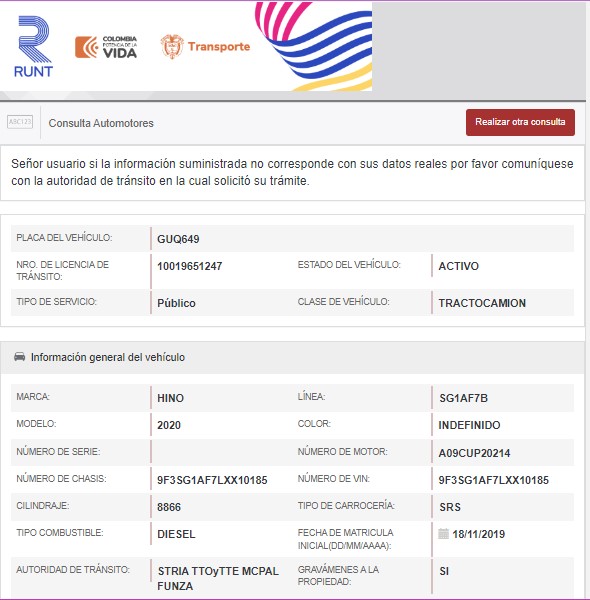 RUNT
COLOMBIA
POTENCIA DE LA
VIDA
Transporte
ABC123
Consulta Automotores
Realizar otra consulta
Señor usuario si la información suministrada no corresponde con sus datos reales por favor comuníquese
con la autoridad de tránsito en la cual solicitó su trámite.
PLACA DEL VEHÍCULO: GUQ649
NRO. DE LICENCIA DE TRÁNSITO: 10019651247 ESTADO DEL VEHÍCULO: ACTIVO
TIPO DE SERVICIO: Público CLASE DE VEHÍCULO: TRACTOCAMION
Información general del vehículo
MARCA: HINO LÍNEA: SG1AF7B
MODELO: 2020 COLOR: INDEFINIDO
NÚMERO DE SERIE: NÚMERO DE MOTOR: A09CUP20214
NÚMERO DE CHASIS: 9F3SG1AF7LXX10185 NÚMERO DE VIN: 9F3SG1AF7LXX10185
CILINDRAJE: 8866 TIPO DE CARROCERÍA: SRS
TIPO COMBUSTIBLE: DIESEL FECHA DE MATRICULA INICIAL(DD/MM/AAAA): 18/11/2019
AUTORIDAD DE TRÁNSITO: STRIA TTOyTTE MCPAL FUNZA GRAVÁMENES A LA PROPIEDAD: SI